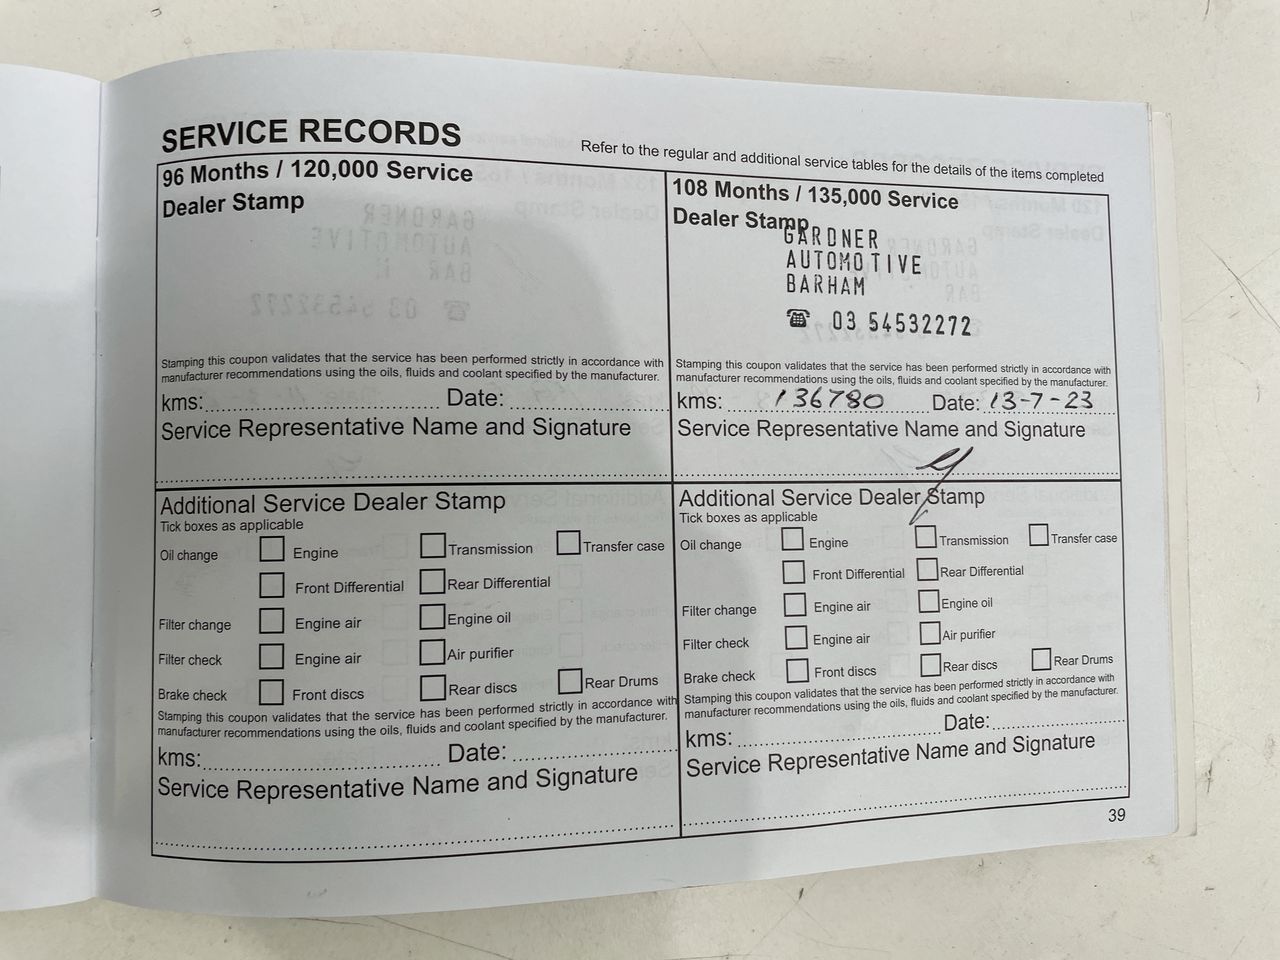 SERVICE RECORDS
Refer to the regular and additional service tables for the details of the items completed
96 Months / 120,000 Service
Dealer Stamp
Stamping this coupon validates that the service has been performed strictly in accordance with
manufacturer recommendations using the oils, fluids and coolant specified by the manufacturer.
kms: Date:
Service Representative Name and Signature
Additional Service Dealer Stamp
Tick boxes as applicable
Oil change Engine Transmission Transfer case
Front Differential Rear Differential
Filter change Engine air Engine oil
Filter check Engine air Air purifier
Brake check Front discs Rear discs Rear Drums
Stamping this coupon validates that the service has been performed strictly in accordance with
manufacturer recommendations using the oils, fluids and coolant specified by the manufacturer.
kms: Date:
Service Representative Name and Signature
108 Months / 135,000 Service
Dealer Stamp
GARDNER
AUTOMOTIVE
BARHAM
☎ 03 54532272
Stamping this coupon validates that the service has been performed strictly in accordance with
manufacturer recommendations using the oils, fluids and coolant specified by the manufacturer.
kms: 136780 Date: 13-7-23
Service Representative Name and Signature
Additional Service Dealer Stamp
Tick boxes as applicable
Oil change Engine Transmission Transfer case
Front Differential Rear Differential
Filter change Engine air Engine oil
Filter check Engine air Air purifier
Brake check Front discs Rear discs Rear Drums
Stamping this coupon validates that the service has been performed strictly in accordance with
manufacturer recommendations using the oils, fluids and coolant specified by the manufacturer.
kms: Date:
Service Representative Name and Signature
39